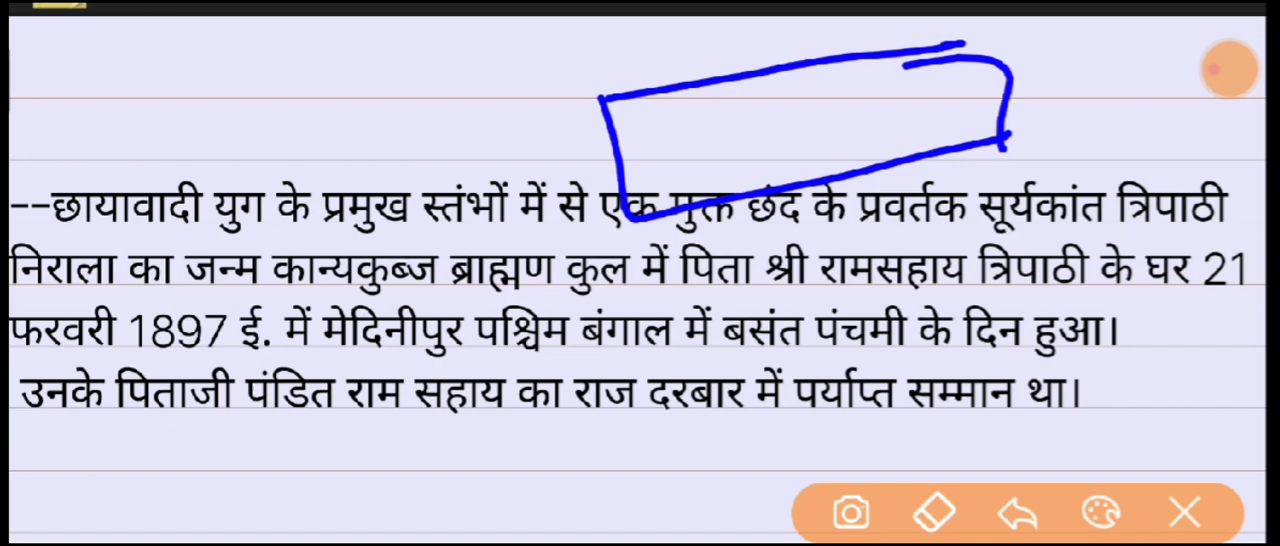 --छायावादी युग के प्रमुख स्तंभों में से एक मुक्त छंद के प्रवर्तक सूर्यकांत त्रिपाठी
निराला का जन्म कान्यकुब्ज ब्राह्मण कुल में पिता श्री रामसहाय त्रिपाठी के घर 21
फरवरी 1897 ई. में मेदिनीपुर पश्चिम बंगाल में बसंत पंचमी के दिन हुआ।
उनके पिताजी पंडित राम सहाय का राज दरबार में पर्याप्त सम्मान था।